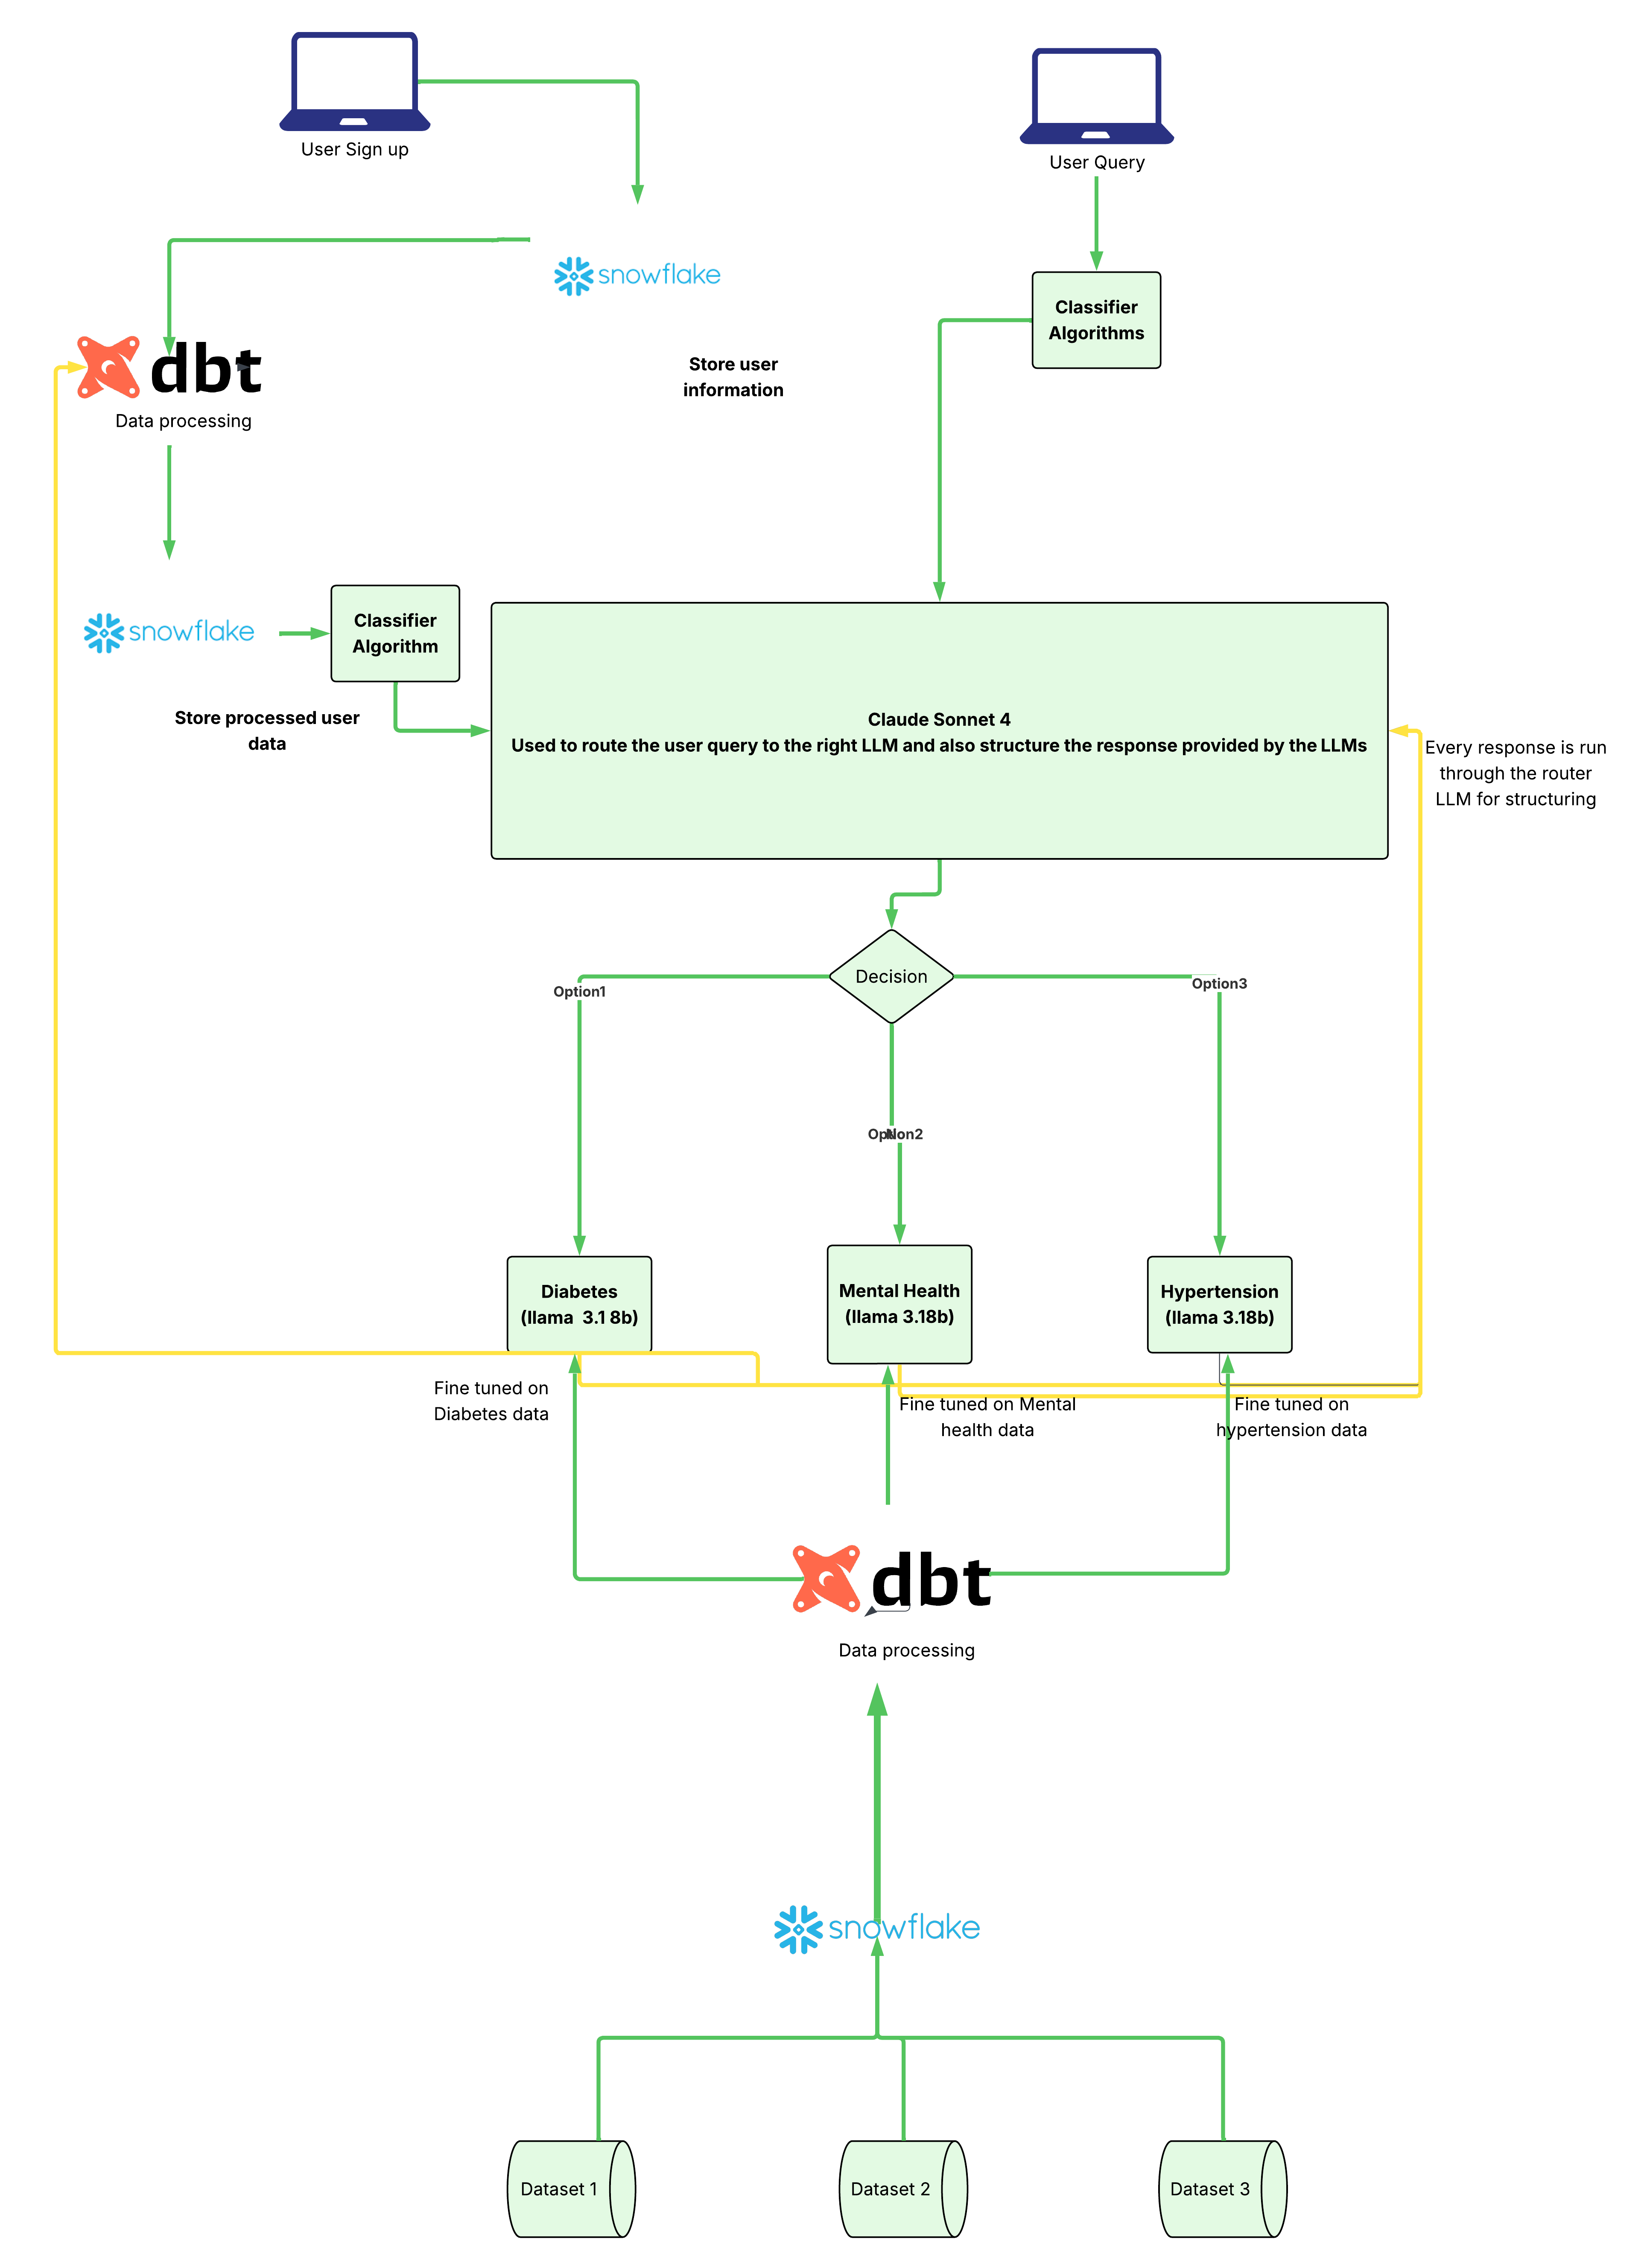 User Sign up
User Query
snowflake
Classifier
Algorithms
Store user
information
dbt
Data processing
snowflake
Classifier
Algorithm
Store processed user
data
Claude Sonnet 4
Used to route the user query to the right LLM and also structure the response provided by the LLMs
Every response is run
through the router
LLM for structuring
Decision
Option1
Option3
Option2
Diabetes
(llama 3.1 8b)
Mental Health
(llama 3.18b)
Hypertension
(llama 3.18b)
Fine tuned on
Diabetes data
Fine tuned on Mental
health data
Fine tuned on
hypertension data
dbt
Data processing
snowflake
Dataset 1
Dataset 2
Dataset 3